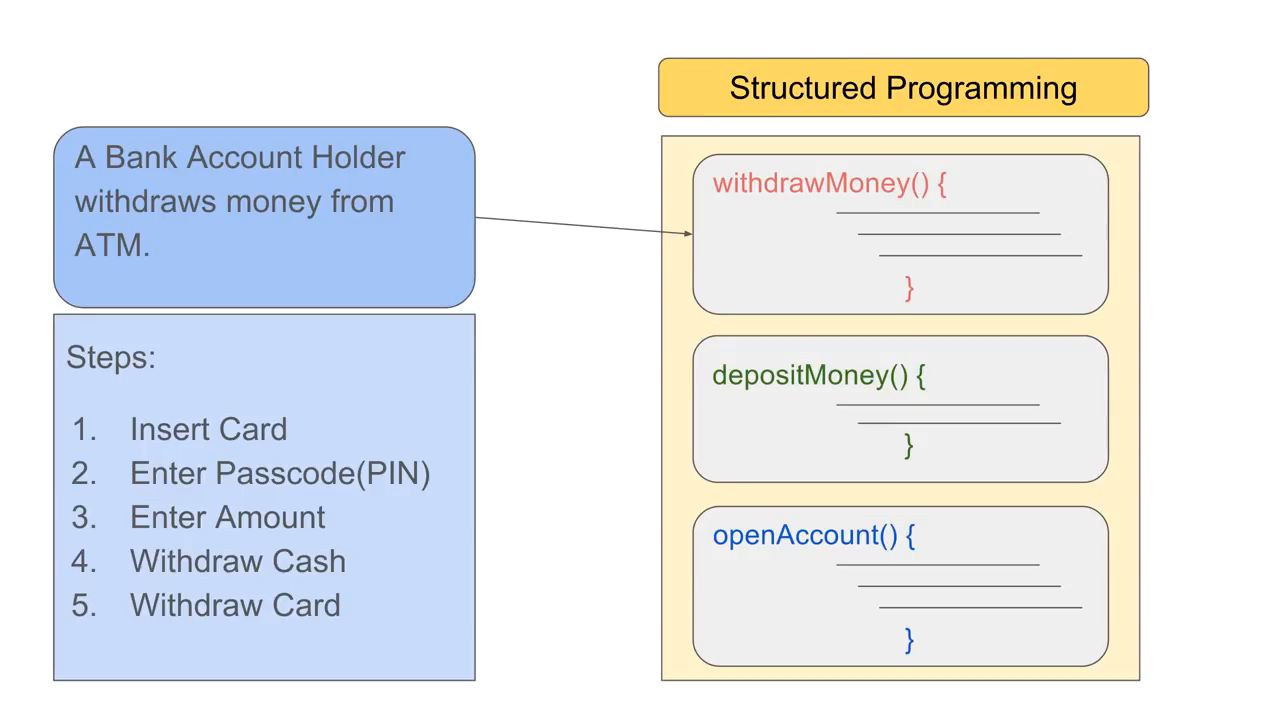 A Bank Account Holder
withdraws money from
ATM.
Steps:
1. Insert Card
2. Enter Passcode(PIN)
3. Enter Amount
4. Withdraw Cash
5. Withdraw Card
Structured Programming
withdrawMoney() {
}
depositMoney() {
}
openAccount() {
}